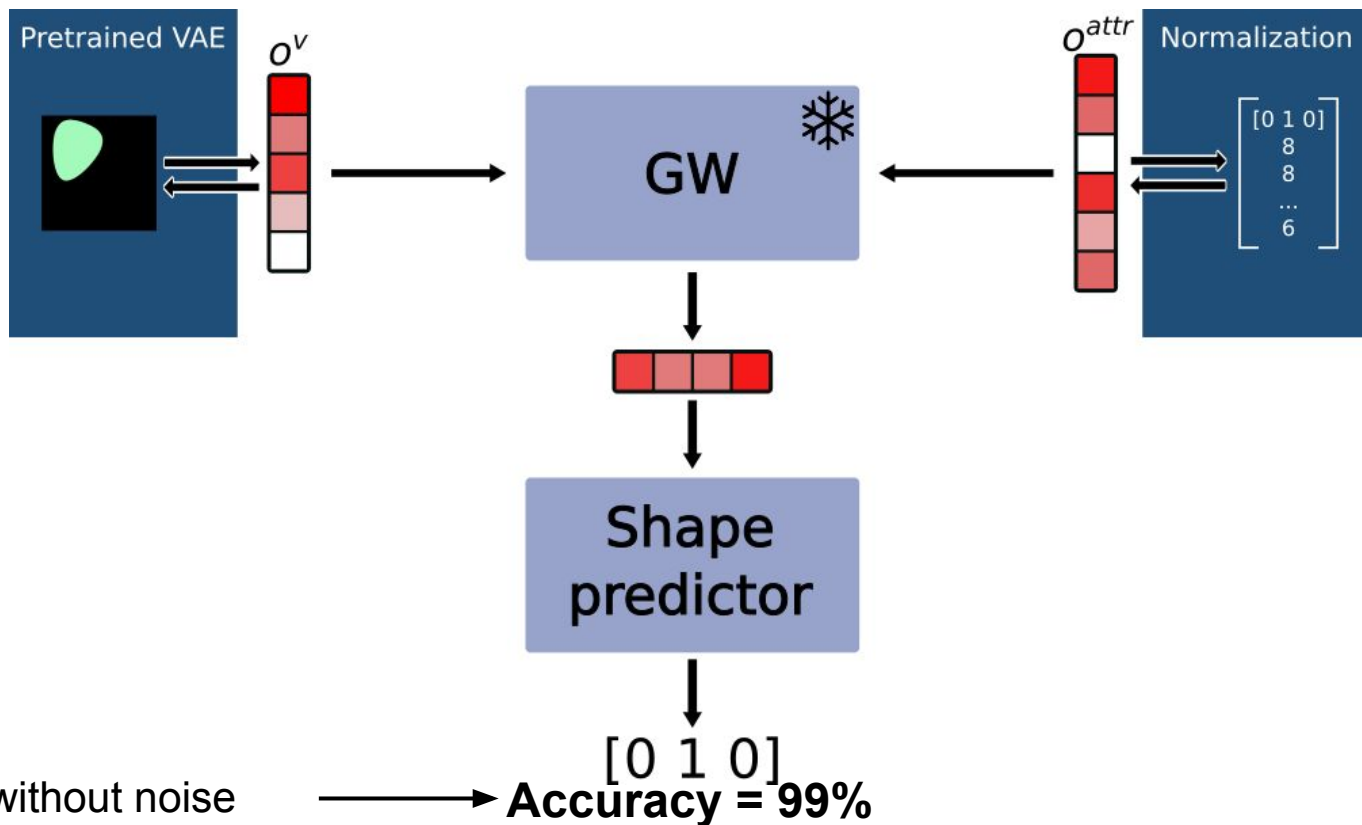 Pretrained VAE
o^v
o^attr
Normalization
GW
[0 1 0]
8
8
...
6
Shape
predictor
[0 1 0]
without noise
Accuracy = 99%